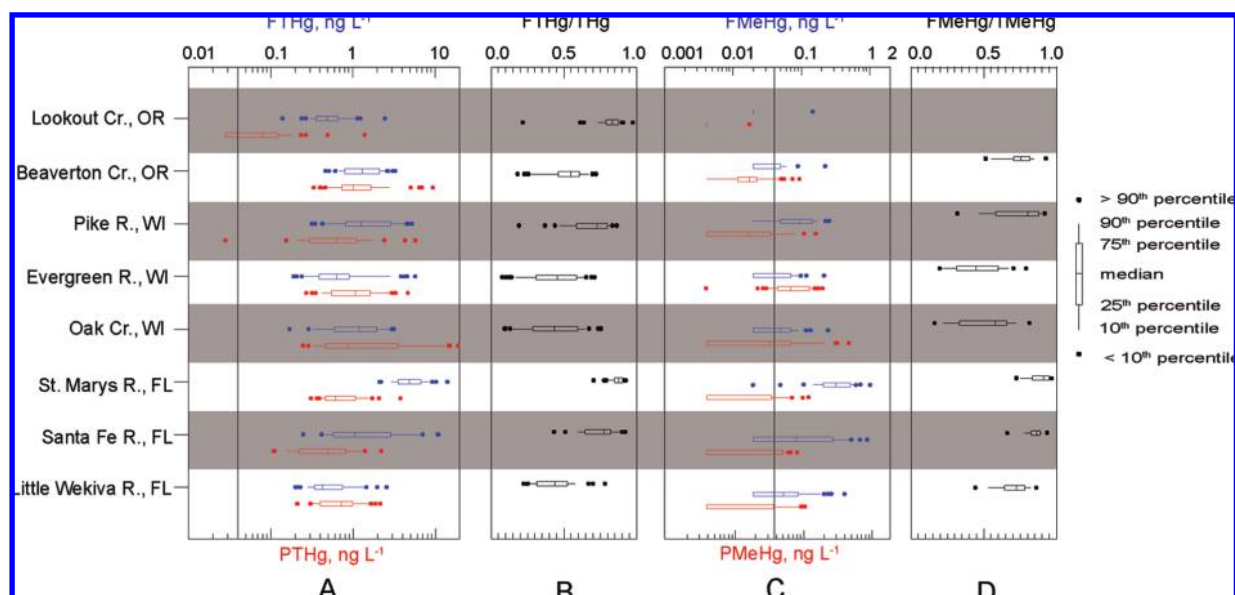 FTHg, ng L-1 FTHg/THg FMeHg, ng L-1 FMeHg/TMeHg
0.01 0.1 1 10 0.0 0.5 1.0 0.001 0.01 0.1 1 2 0.0 0.5 1.0
Lookout Cr., OR
Beaverton Cr., OR
Pike R., WI
Evergreen R., WI
Oak Cr., WI
St. Marys R., FL
Santa Fe R., FL
Little Wekiva R., FL
> 90th percentile
90th percentile
75th percentile
median
25th percentile
10th percentile
< 10th percentile
PTHg, ng L-1 PMeHg, ng L-1
A B C D